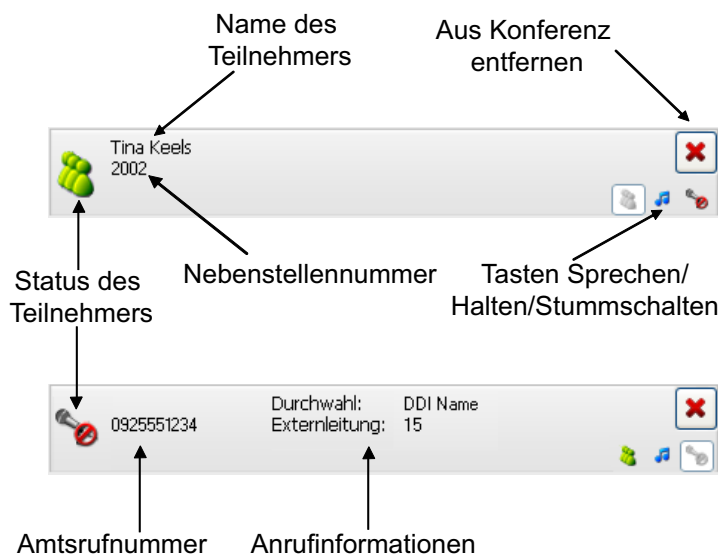 Name des
Teilnehmers
Aus Konferenz
entfernen
Tina Keels
2002
Status des
Teilnehmers
Nebenstellennummer
Tasten Sprechen/
Halten/Stummschalten
Durchwahl: DDI Name
0925551234 Externleitung: 15
Amtsrufnummer
Anrufinformationen